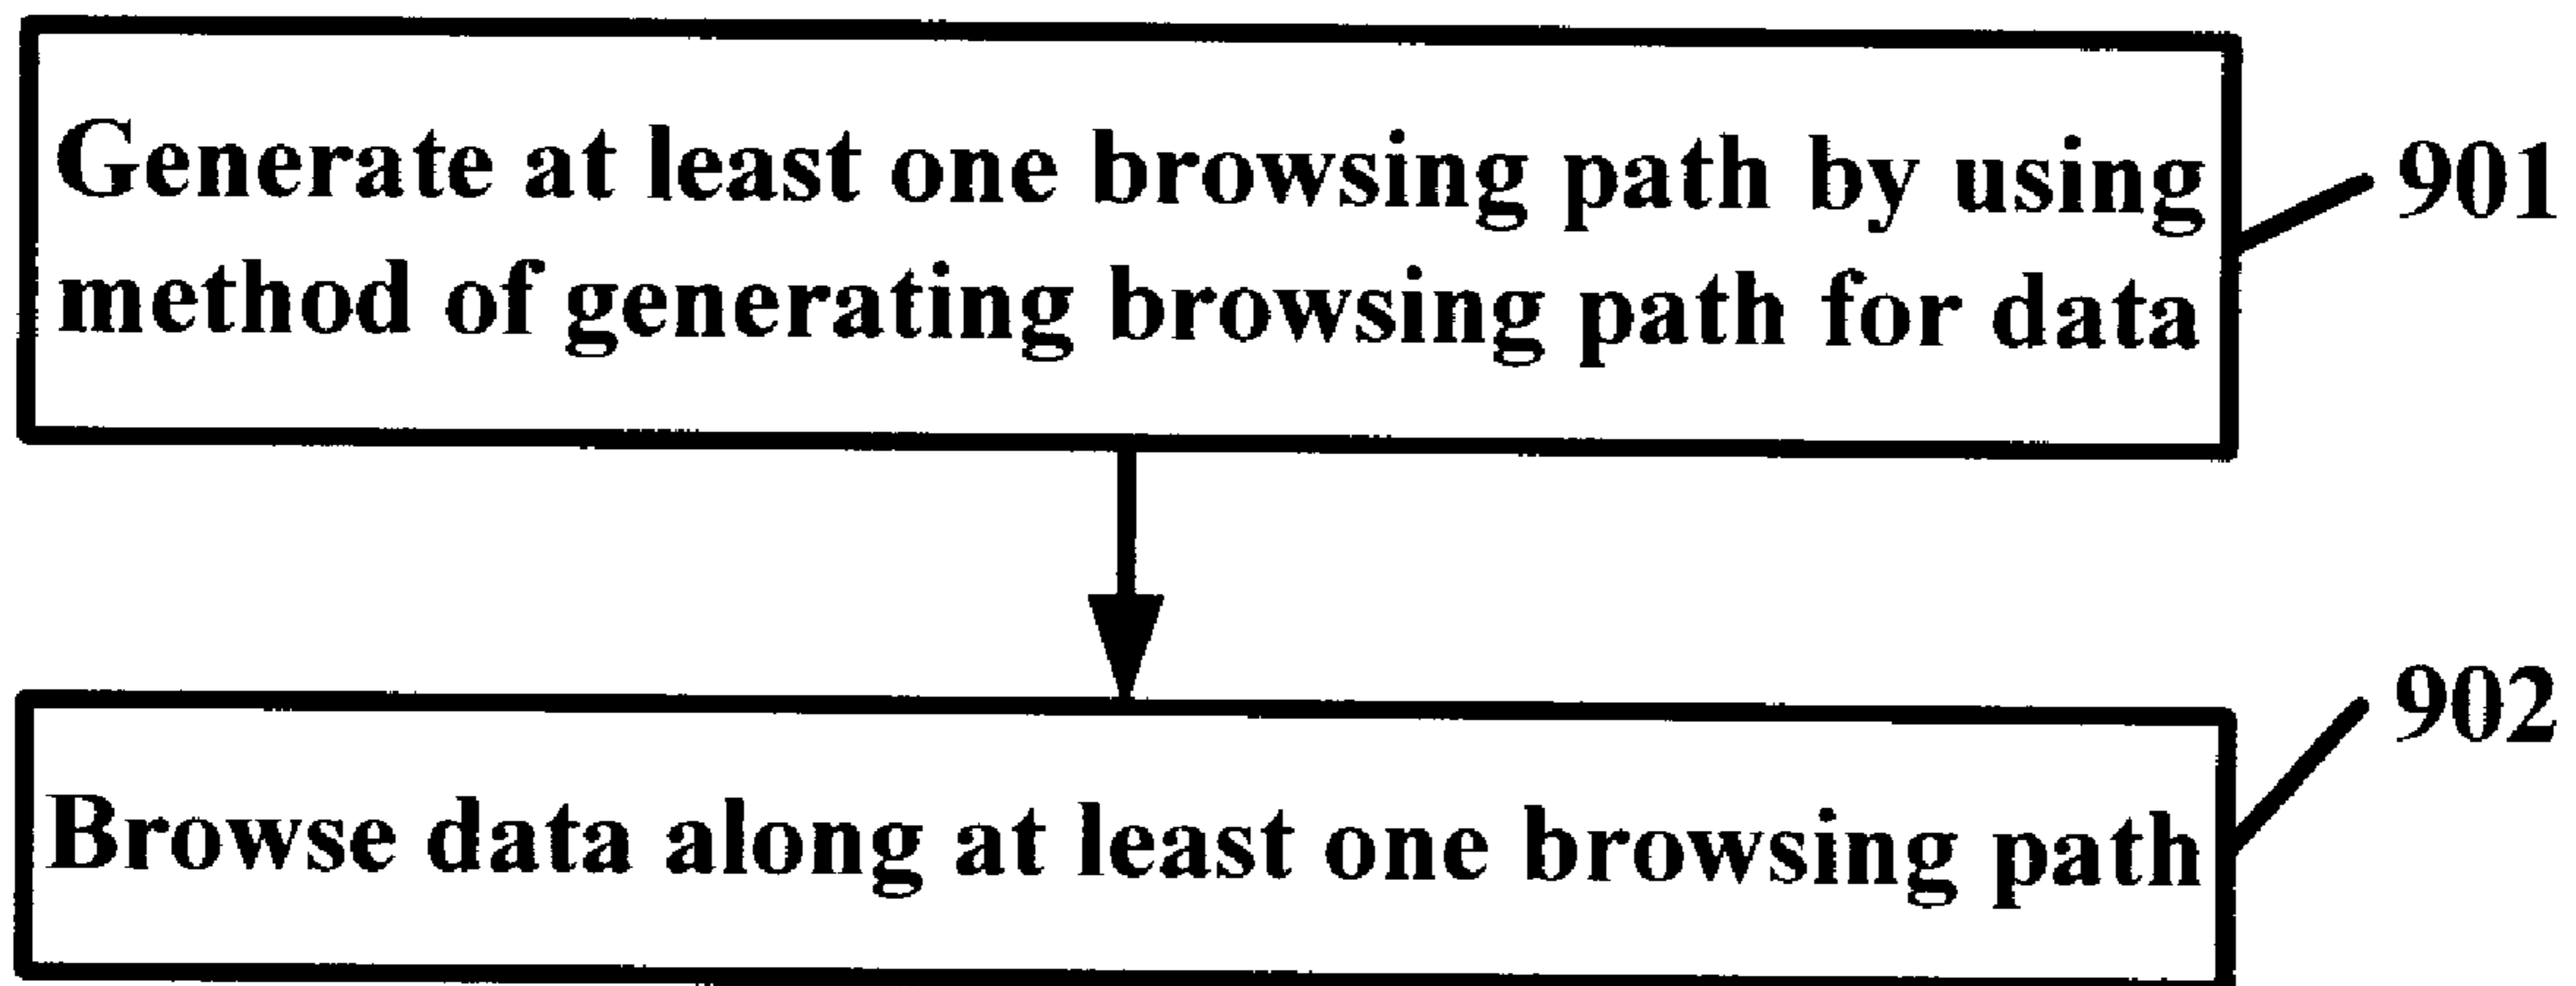 Generate at least one browsing path by using
method of generating browsing path for data
901
Browse data along at least one browsing path
902